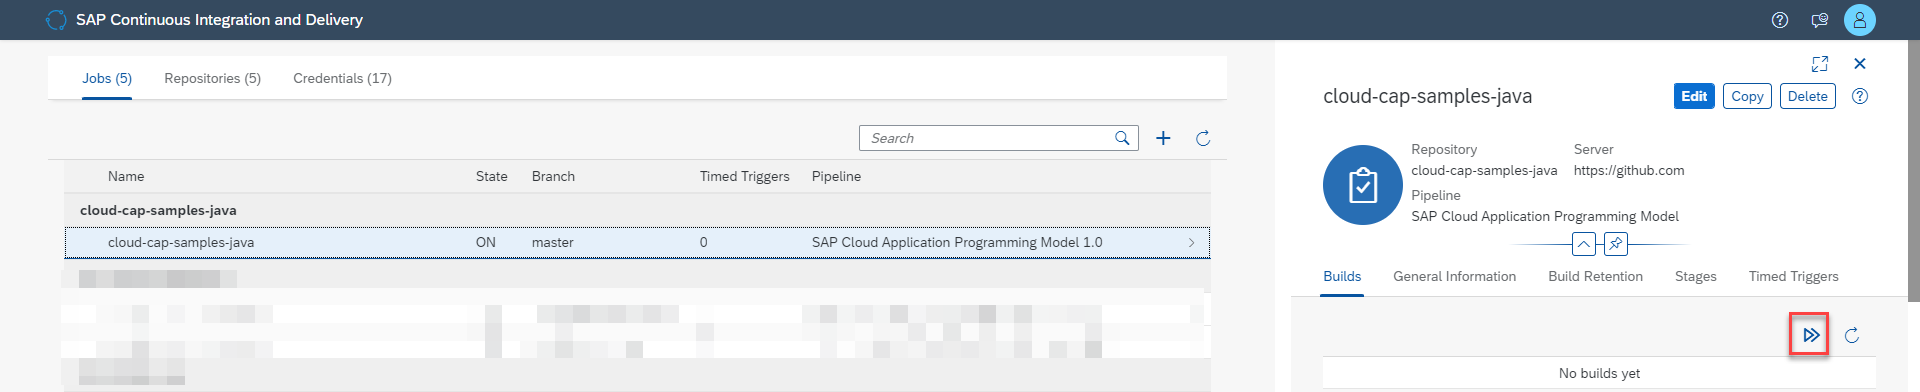 SAP Continuous Integration and Delivery
Jobs (5) Repositories (5) Credentials (17)
Search
Name State Branch Timed Triggers Pipeline
cloud-cap-samples-java
cloud-cap-samples-java ON master 0 SAP Cloud Application Programming Model 1.0
cloud-cap-samples-java
Edit Copy Delete
Repository Server
cloud-cap-samples-java https://github.com
Pipeline
SAP Cloud Application Programming Model
Builds General Information Build Retention Stages Timed Triggers
No builds yet